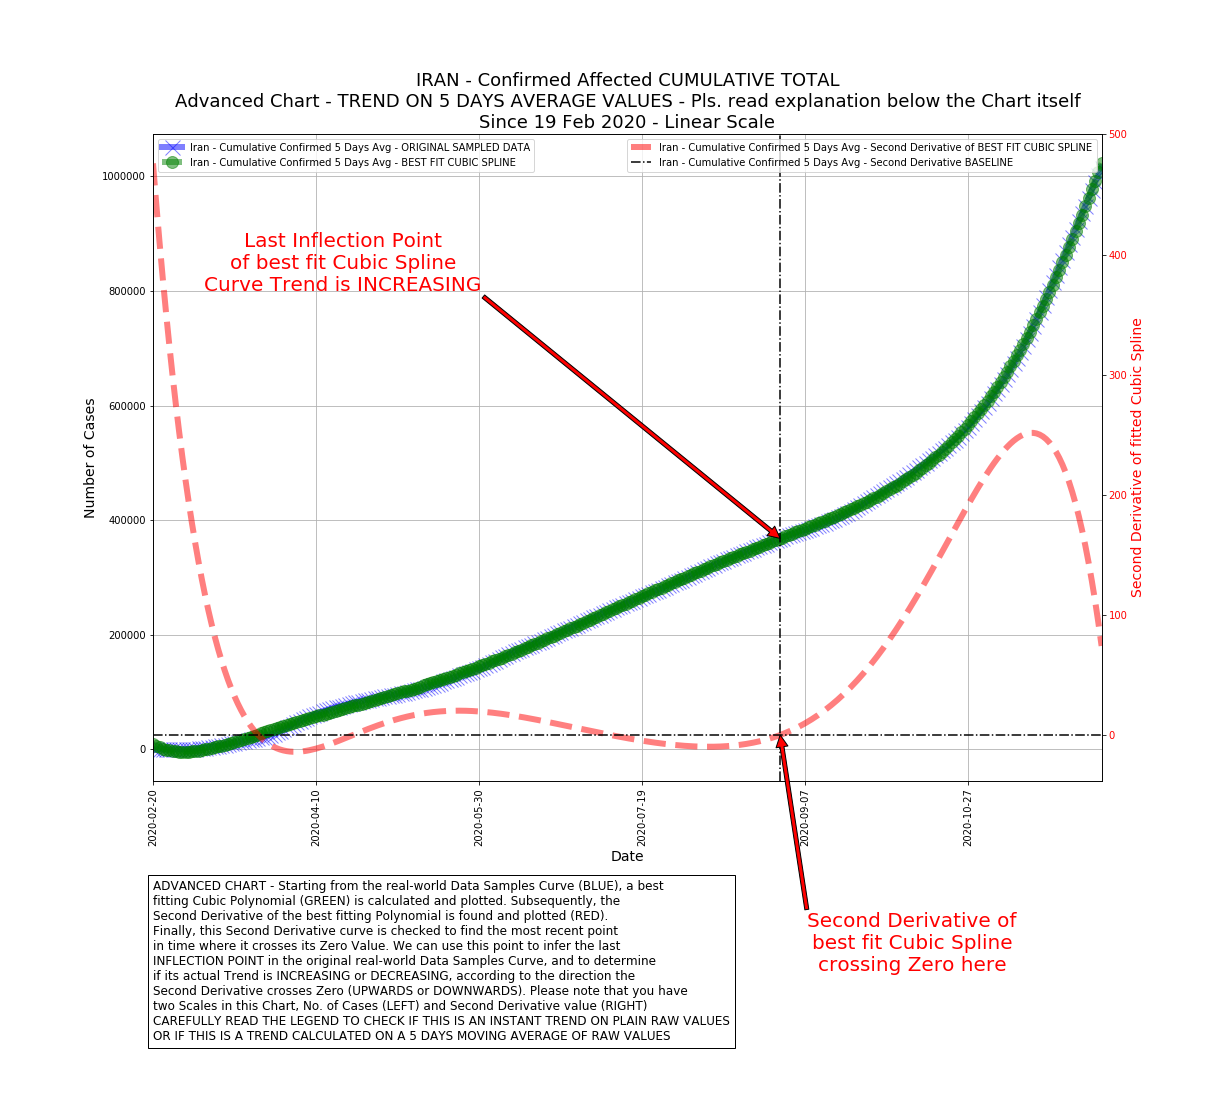 IRAN - Confirmed Affected CUMULATIVE TOTAL
Advanced Chart - TREND ON 5 DAYS AVERAGE VALUES - Pls. read explanation below the Chart itself
Since 19 Feb 2020 - Linear Scale
Iran - Cumulative Confirmed 5 Days Avg - ORIGINAL SAMPLED DATA
Iran - Cumulative Confirmed 5 Days Avg - BEST FIT CUBIC SPLINE
Iran - Cumulative Confirmed 5 Days Avg - Second Derivative of BEST FIT CUBIC SPLINE
Iran - Cumulative Confirmed 5 Days Avg - Second Derivative BASELINE
Last Inflection Point
of best fit Cubic Spline
Curve Trend is INCREASING
Number of Cases
1000000
800000
600000
400000
200000
0
500
400
300
200
100
0
Second Derivative of fitted Cubic Spline
2020-02-20
2020-04-10
2020-05-30
2020-07-19
2020-09-07
2020-10-27
Date
ADVANCED CHART - Starting from the real-world Data Samples Curve (BLUE), a best
fitting Cubic Polynomial (GREEN) is calculated and plotted. Subsequently, the
Second Derivative of the best fitting Polynomial is found and plotted (RED).
Finally, this Second Derivative curve is checked to find the most recent point
in time where it crosses its Zero Value. We can use this point to infer the last
INFLECTION POINT in the original real-world Data Samples Curve, and to determine
if its actual Trend is INCREASING or DECREASING, according to the direction the
Second Derivative crosses Zero (UPWARDS or DOWNWARDS). Please note that you have
two Scales in this Chart, No. of Cases (LEFT) and Second Derivative value (RIGHT)
CAREFULLY READ THE LEGEND TO CHECK IF THIS IS AN INSTANT TREND ON PLAIN RAW VALUES
OR IF THIS IS A TREND CALCULATED ON A 5 DAYS MOVING AVERAGE OF RAW VALUES
Second Derivative of
best fit Cubic Spline
crossing Zero here